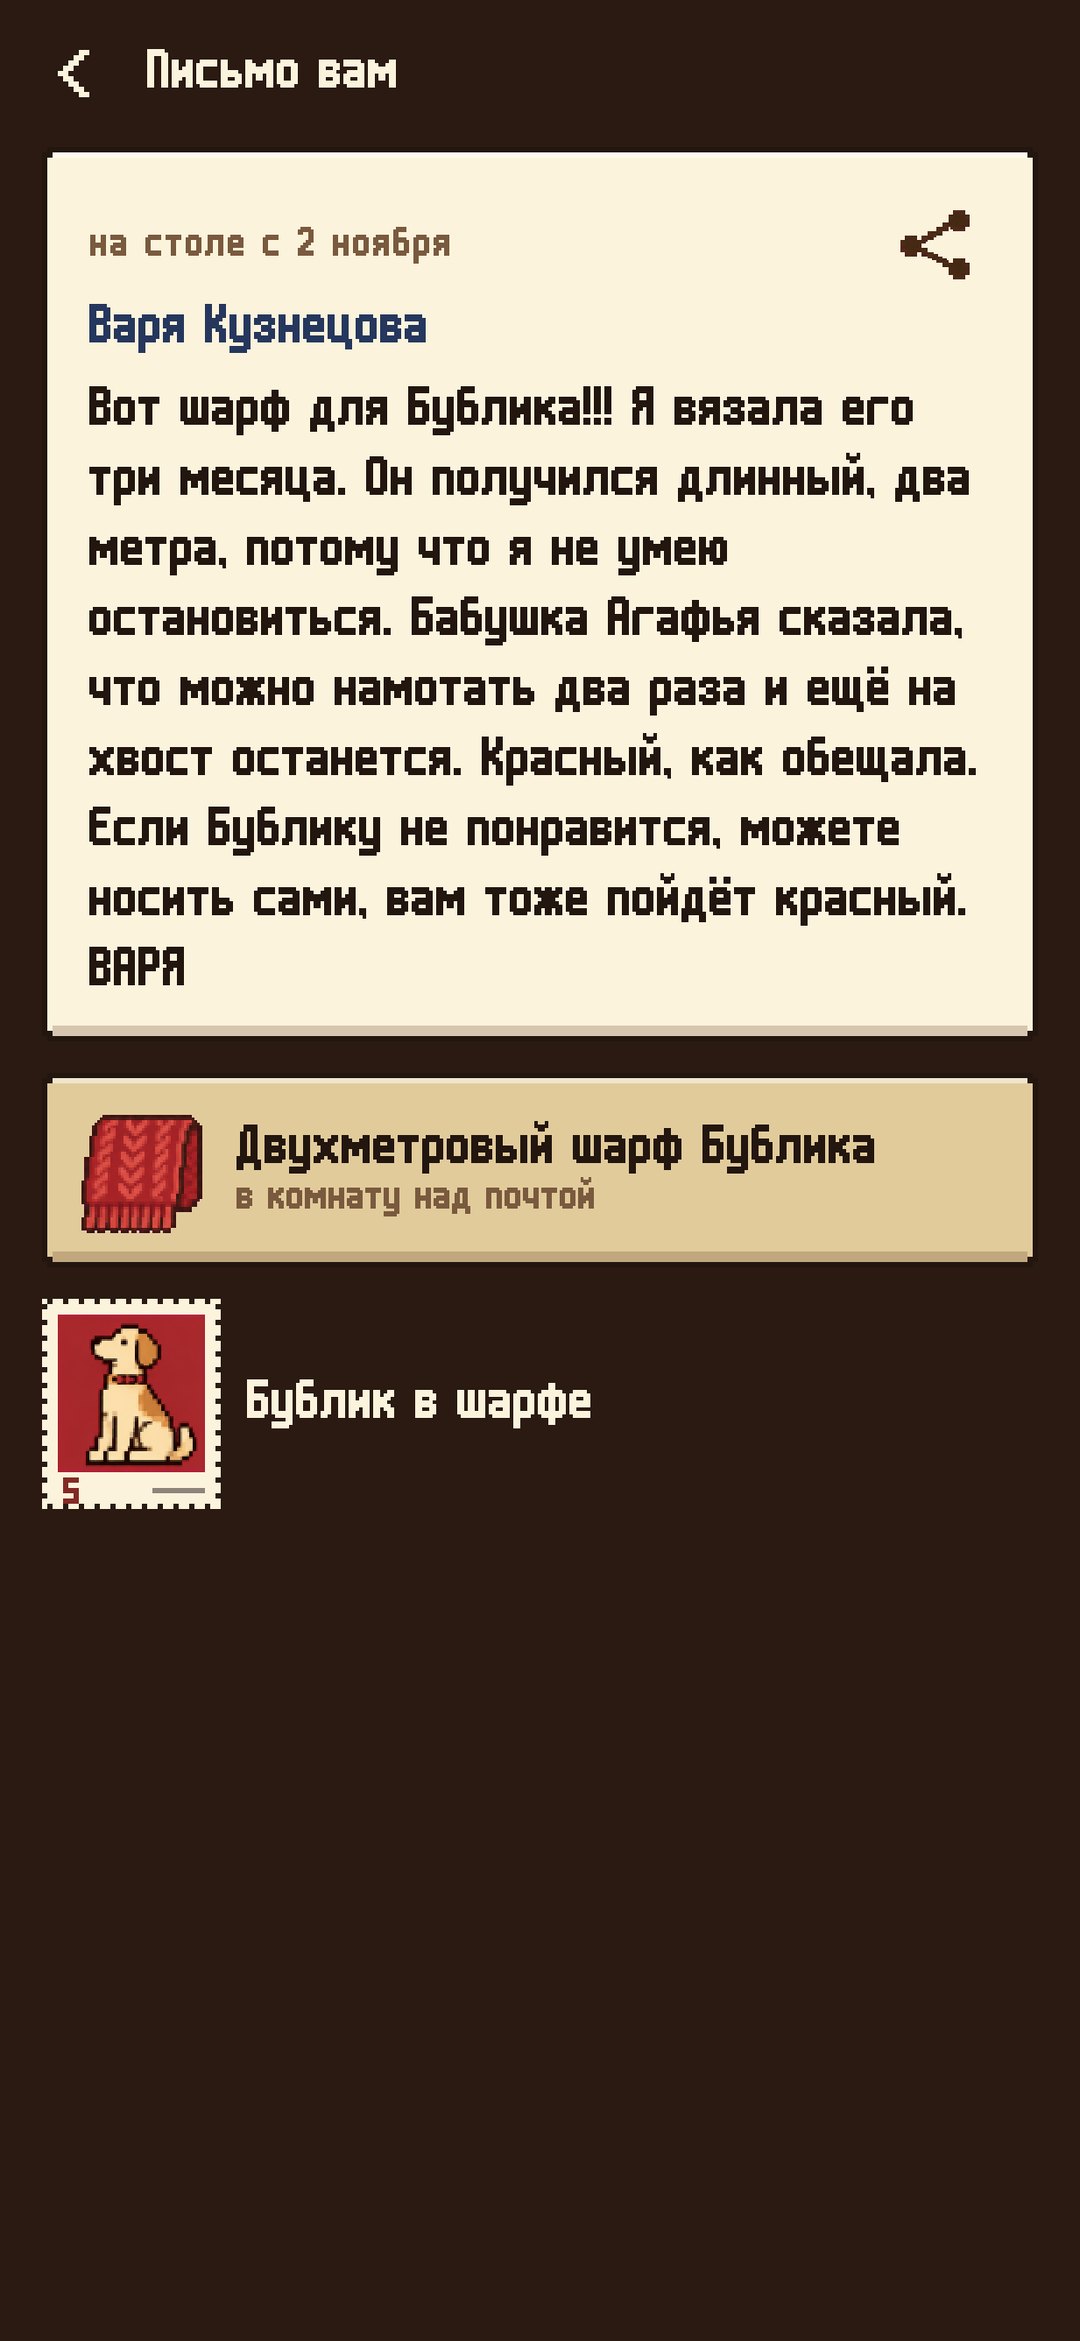 Письмо вам
на столе с 2 ноября
Варя Кузнецова
Вот шарф для Бублика!!! Я вязала его
три месяца. Он получился длинный, два
метра, потому что я не умею
остановиться. Бабушка Агафья сказала,
что можно намотать два раза и ещё на
хвост останется. Красный, как обещала.
Если Бублику не понравится, можете
носить сами, вам тоже пойдёт красный.
ВАРЯ
Двухметровый шарф Бублика
в комнату над почтой
Бублик в шарфе
5